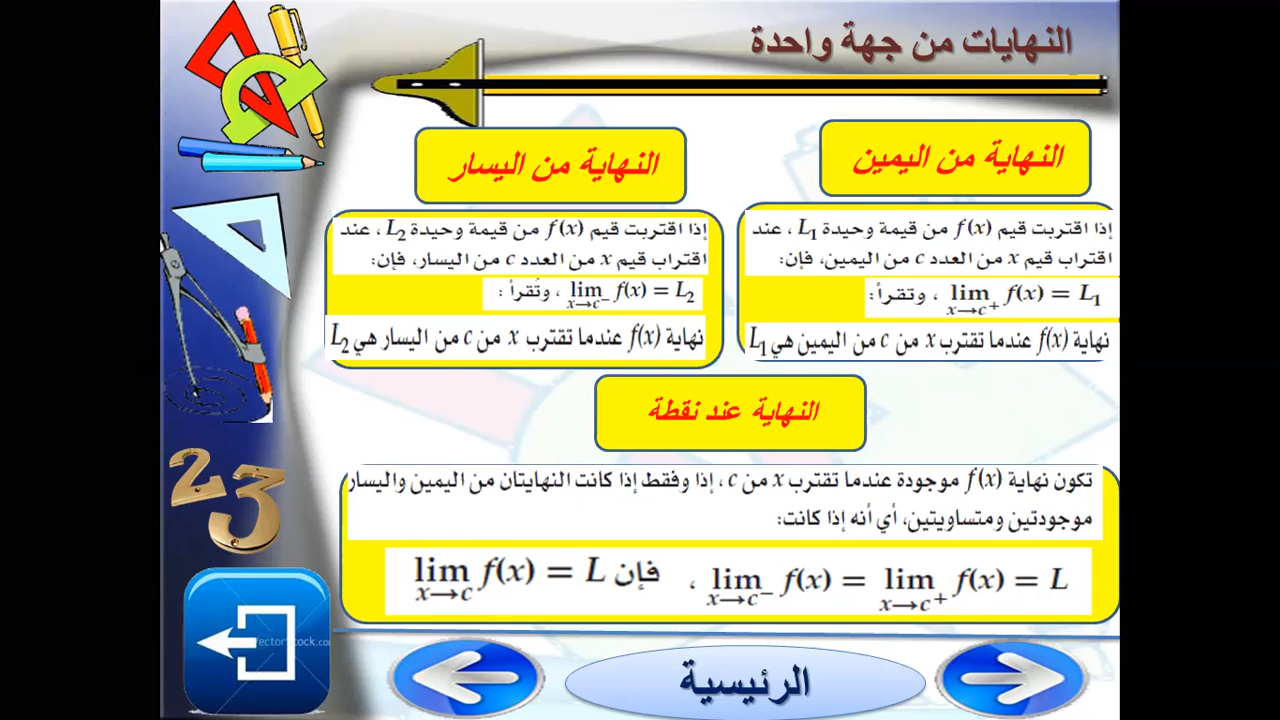 النهايات من جهة واحدة
النهاية من اليمين
إذا اقتربت قيم f(x) من قيمة وحيدة L₁ ، عند
اقتراب قيم x من العدد c من اليمين، فإن:
lim x→c⁺ f(x) = L₁ ، وتقرأ:
نهاية f(x) عندما تقترب x من c من اليمين هي L₁
النهاية من اليسار
إذا اقتربت قيم f(x) من قيمة وحيدة L₂ ، عند
اقتراب قيم x من العدد c من اليسار، فإن:
lim x→c⁻ f(x) = L₂ ، وتُقرأ :
نهاية f(x) عندما تقترب x من c من اليسار هي L₂
النهاية عند نقطة
تكون نهاية f(x) موجودة عندما تقترب x من c ، إذا وفقط إذا كانت النهايتان من اليمين واليسار
موجودتين ومتساويتين، أي أنه إذا كانت:
lim x→c⁻ f(x) = lim x→c⁺ f(x) = L ، فإن lim x→c f(x) = L
23
VectorStock.co
الرئيسية